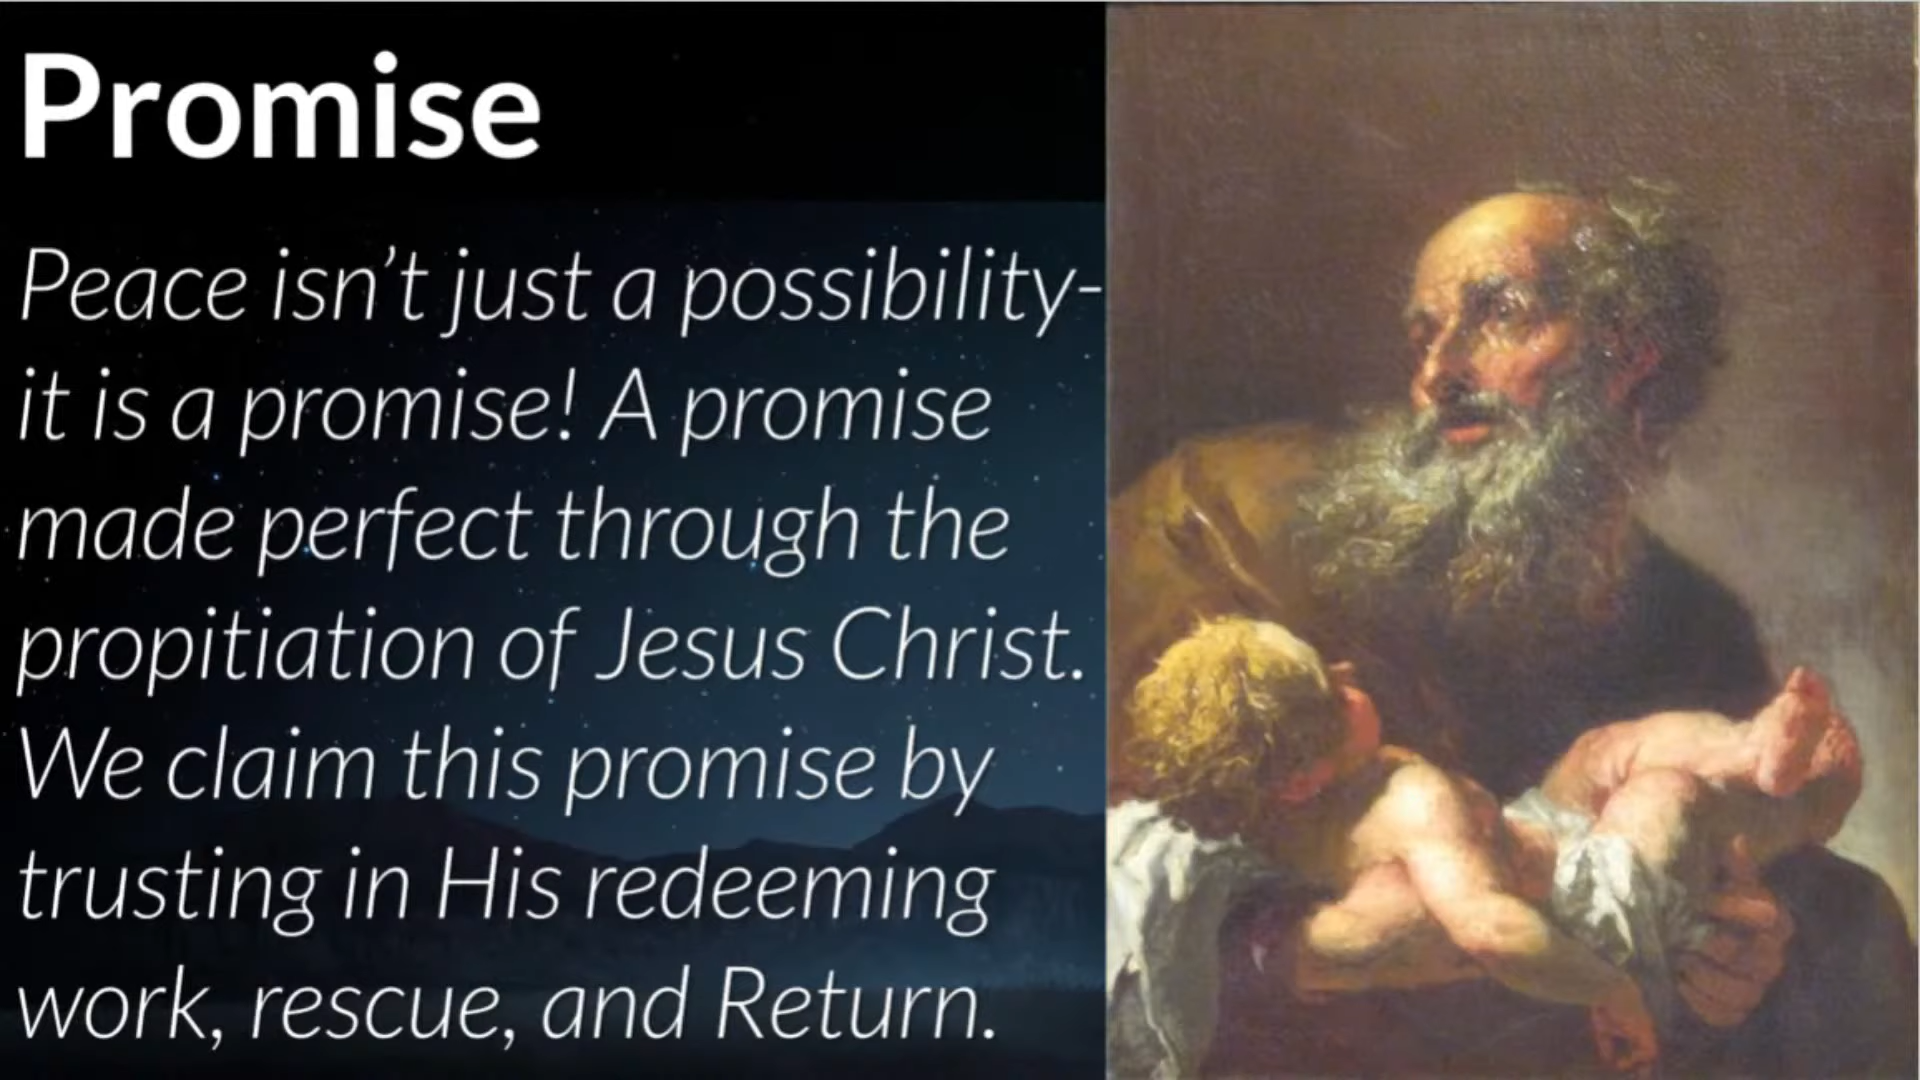 Promise
Peace isn’t just a possibility-
it is a promise! A promise
made perfect through the
propitiation of Jesus Christ.
We claim this promise by
trusting in His redeeming
work, rescue, and Return.